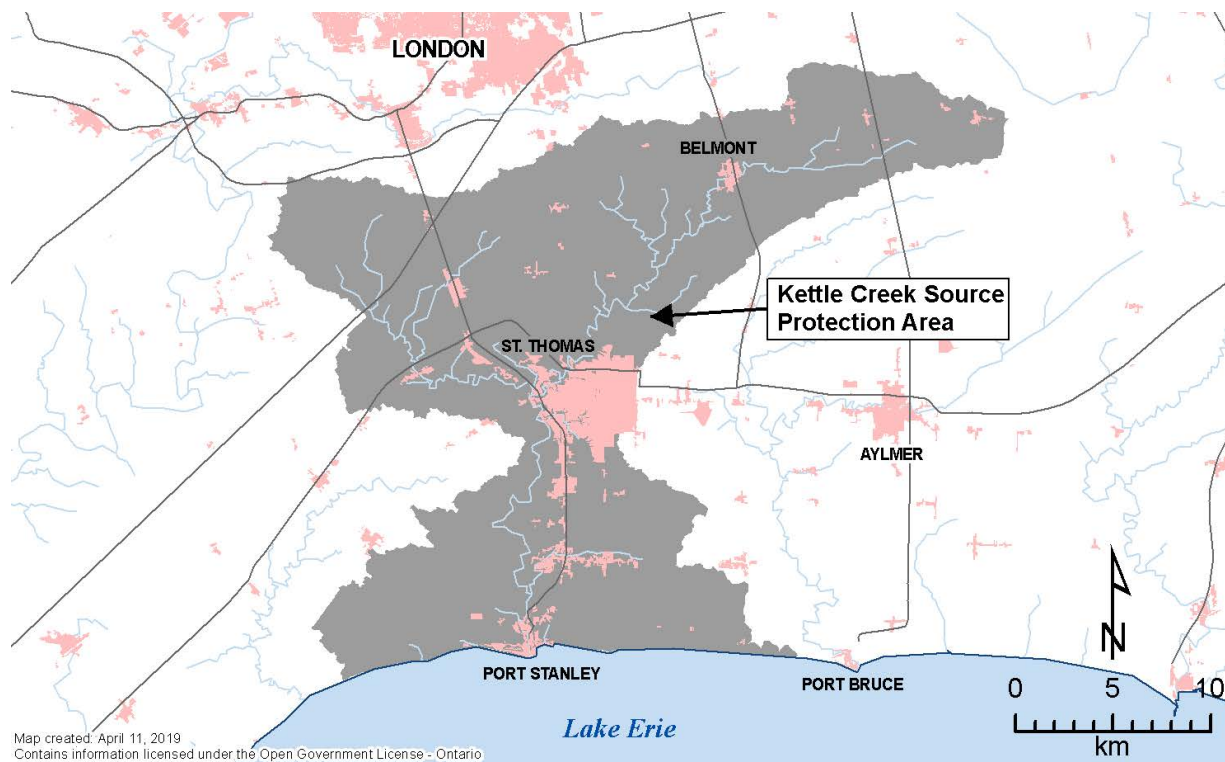 LONDON
BELMONT
Kettle Creek Source
Protection Area
ST. THOMAS
AYLMER
N
PORT STANLEY
PORT BRUCE
0 5 10
km
Lake Erie
Map created: April 11, 2019
Contains information licensed under the Open Government License - Ontario